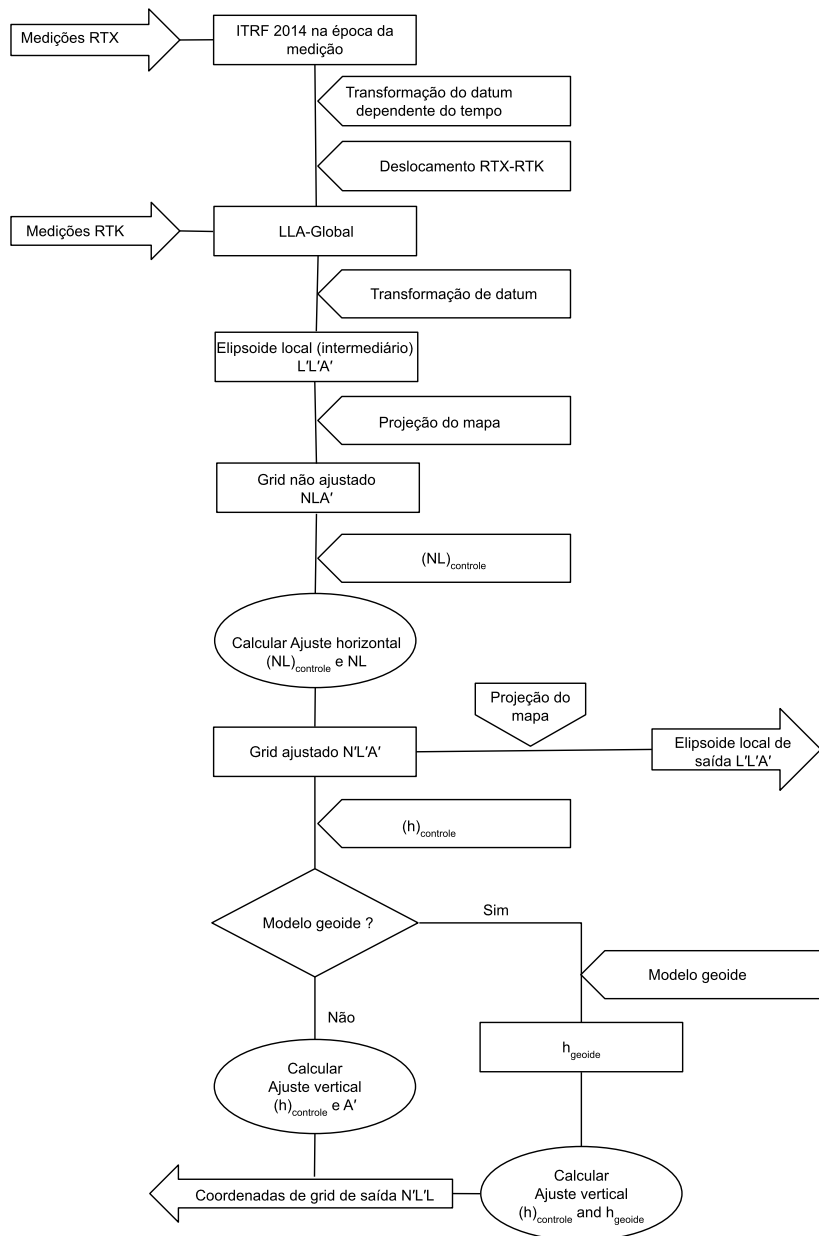 Medições RTX
ITRF 2014 na época da
medição
Transformação do datum
dependente do tempo
Deslocamento RTX-RTK
Medições RTK
LLA-Global
Transformação de datum
Elipsoide local (intermediário)
L'L'A'
Projeção do mapa
Grid não ajustado
NLA'
(NL)controle
Calcular Ajuste horizontal
(NL)controle e NL
Projeção do
mapa
Grid ajustado N'L'A'
Elipsoide local de
saída L'L'A'
(h)controle
Modelo geoide ?
Sim
Modelo geoide
Não
hgeoide
Calcular
Ajuste vertical
(h)controle e A'
Calcular
Ajuste vertical
(h)controle and hgeoide
Coordenadas de grid de saída N'L'L